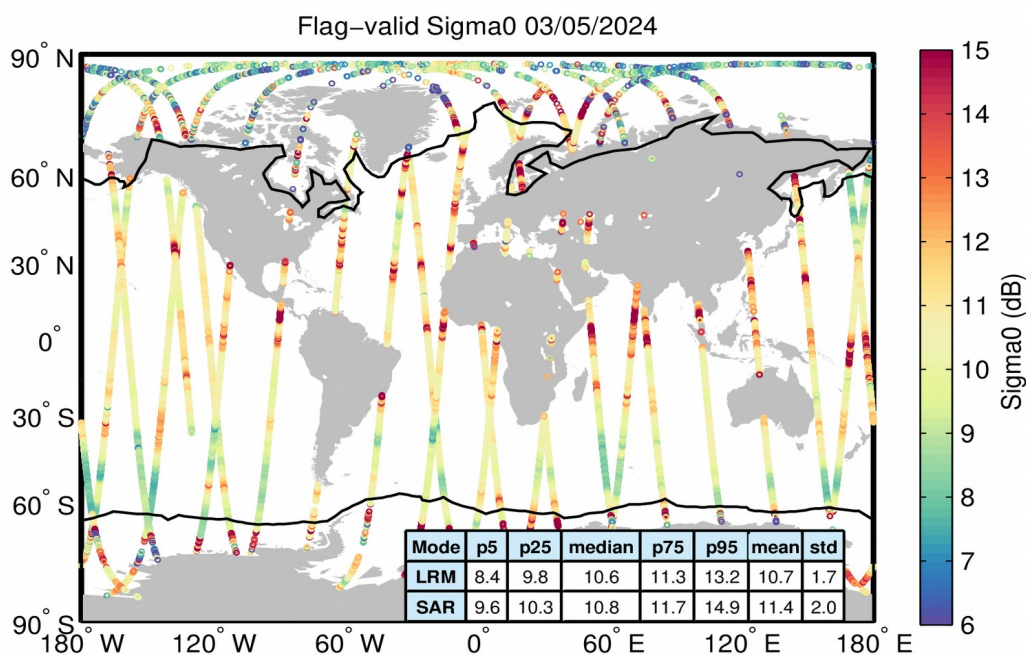 Flag−valid Sigma0 03/05/2024
90° N
60° N
30° N
0°
30° S
60° S
90° S
180° W
120° W
60° W
0°
60° E
120° E
180° E
Mode p5 p25 median p75 p95 mean std
LRM 8.4 9.8 10.6 11.3 13.2 10.7 1.7
SAR 9.6 10.3 10.8 11.7 14.9 11.4 2.0
15
14
13
12
11
10
9
8
7
6
Sigma0 (dB)